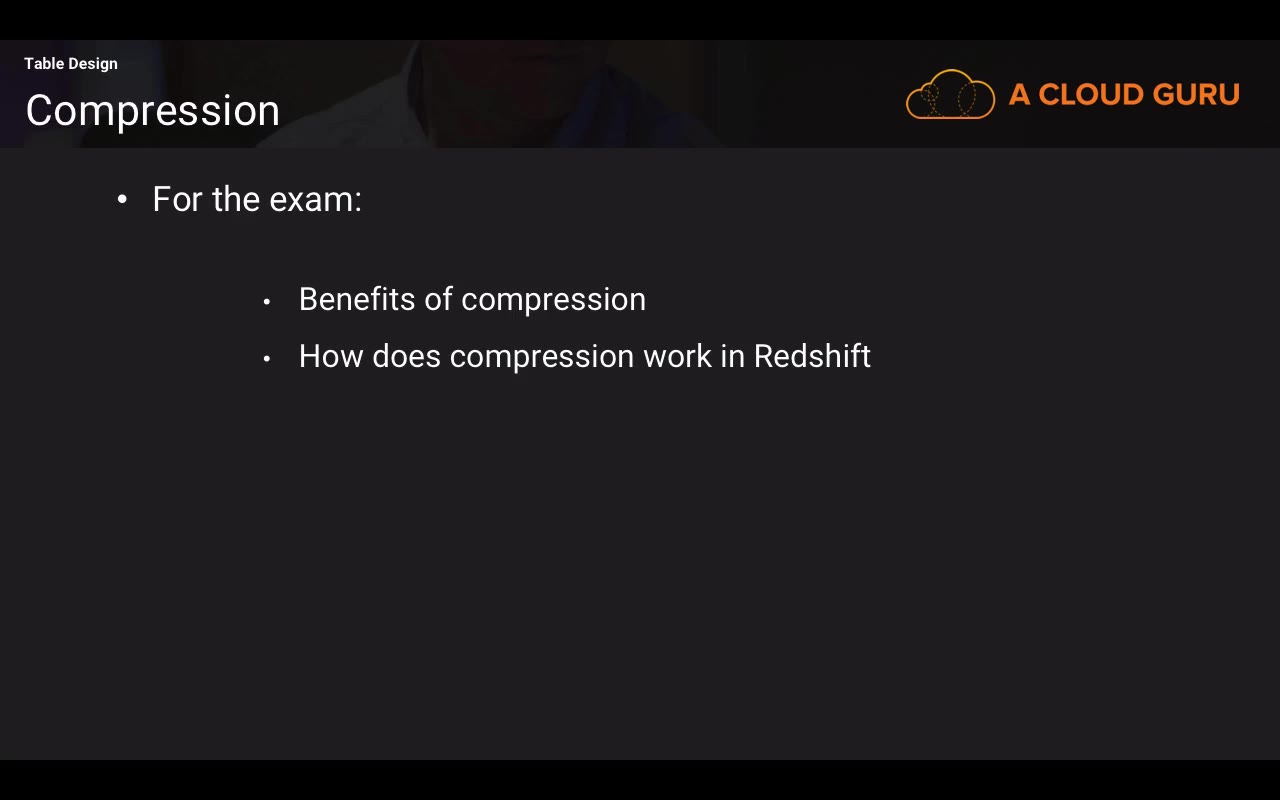 Table Design
Compression
A CLOUD GURU
• For the exam:
• Benefits of compression
• How does compression work in Redshift